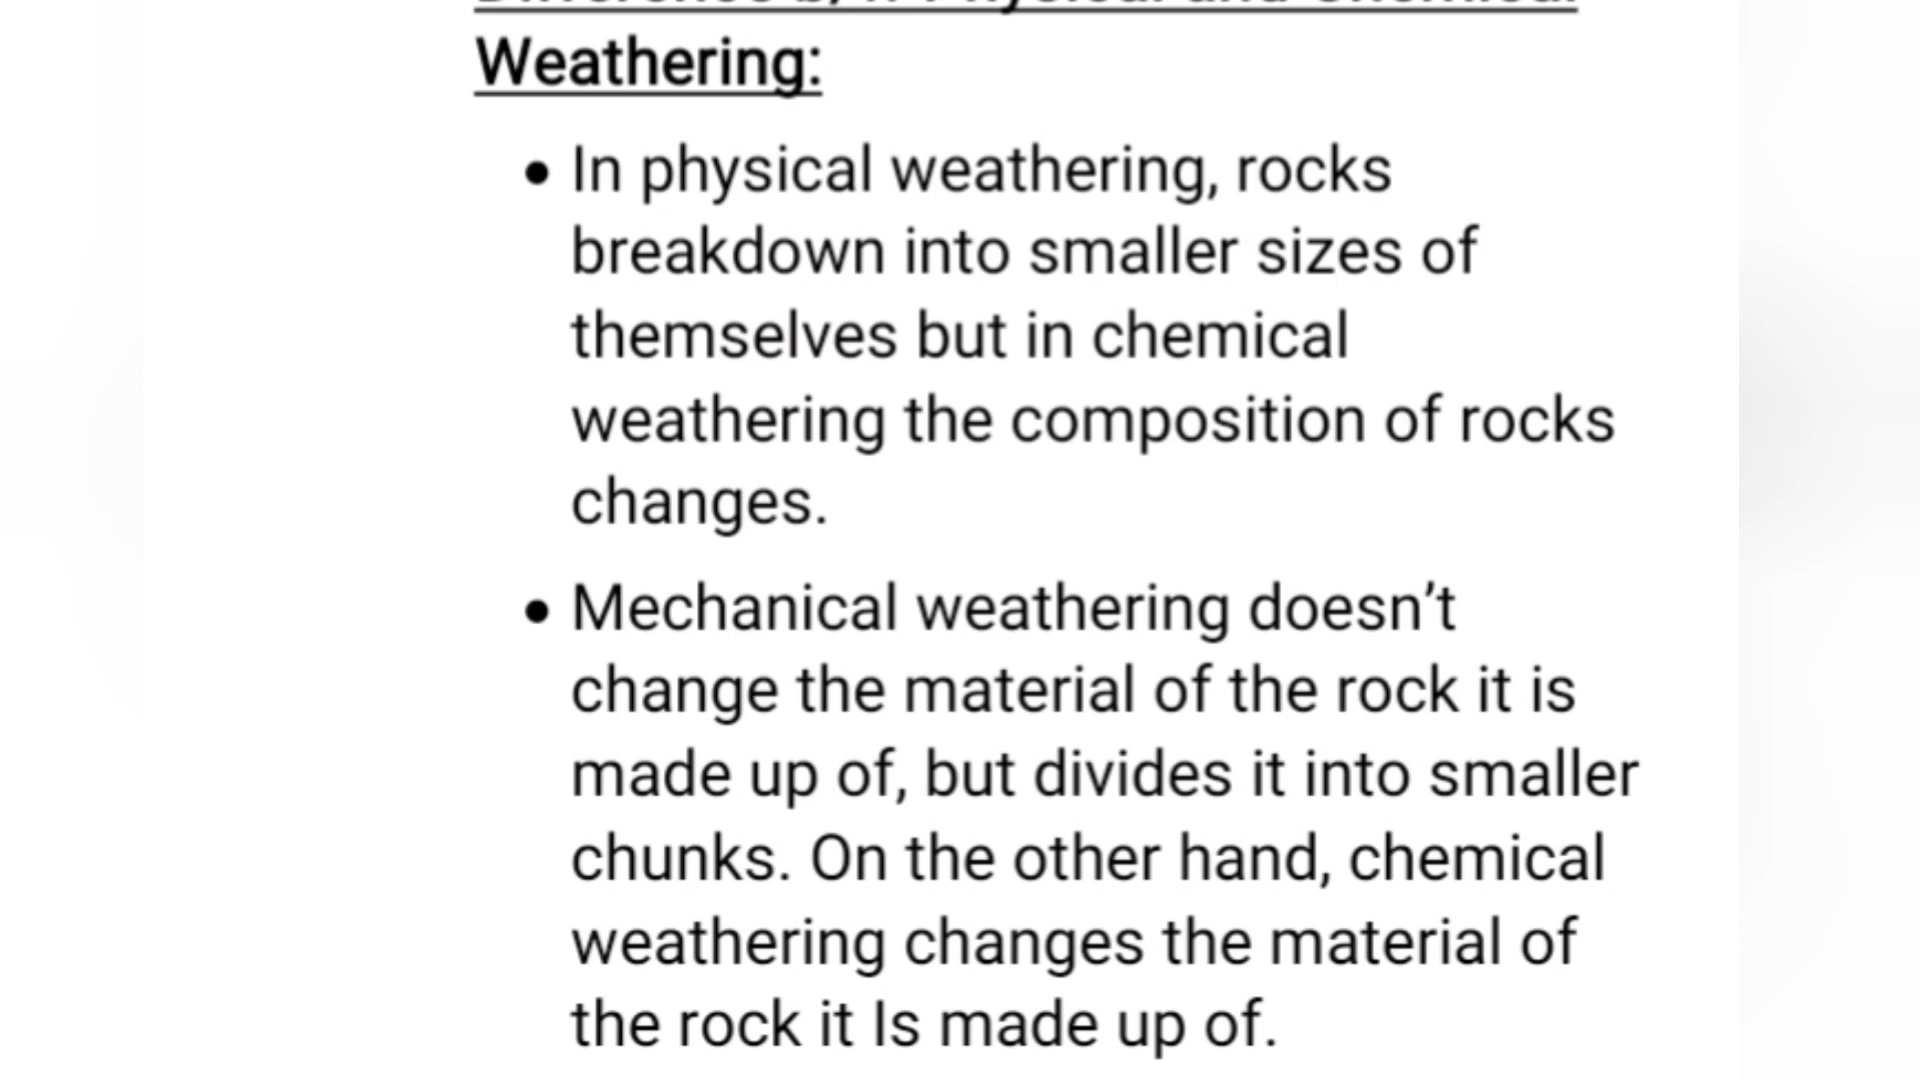 Weathering:
• In physical weathering, rocks
breakdown into smaller sizes of
themselves but in chemical
weathering the composition of rocks
changes.
• Mechanical weathering doesn’t
change the material of the rock it is
made up of, but divides it into smaller
chunks. On the other hand, chemical
weathering changes the material of
the rock it Is made up of.